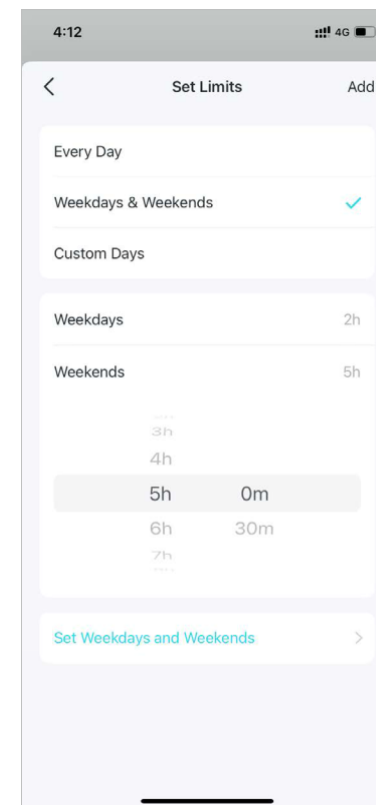 4:12 4G
Set Limits Add
Every Day
Weekdays & Weekends
Custom Days
Weekdays 2h
Weekends 5h
3h
4h
5h 0m
6h 30m
7h
Set Weekdays and Weekends